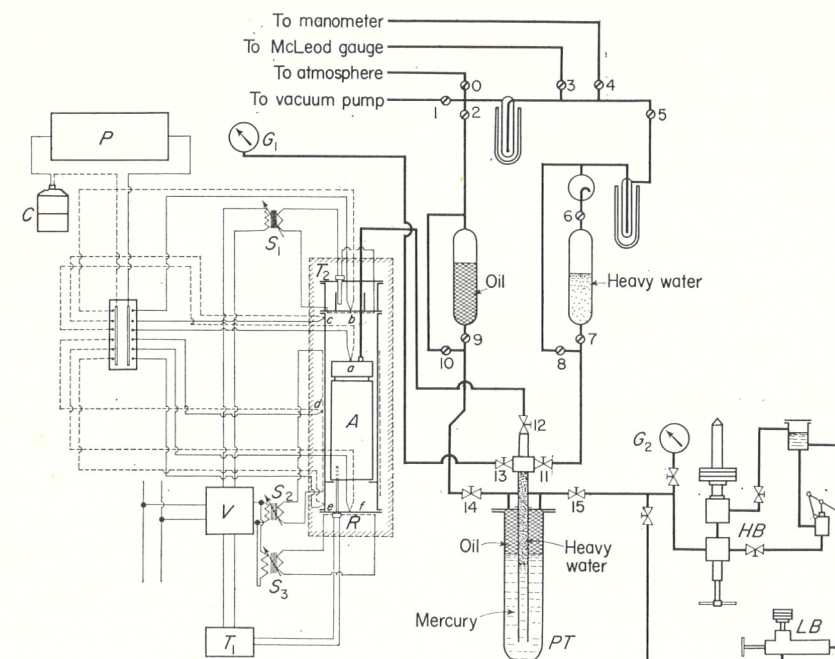 To manometer
To McLeod gauge
To atmosphere
To vacuum pump
0
1
2
3
4
5
P
G₁
C
S₁
6
T₂
Oil
Heavy water
c
b
9
7
10
8
a
d
A
12
G₂
13
11
S₂
V
e
f
R
14
15
HB
Oil
Heavy
water
S₃
Mercury
LB
T₁
PT